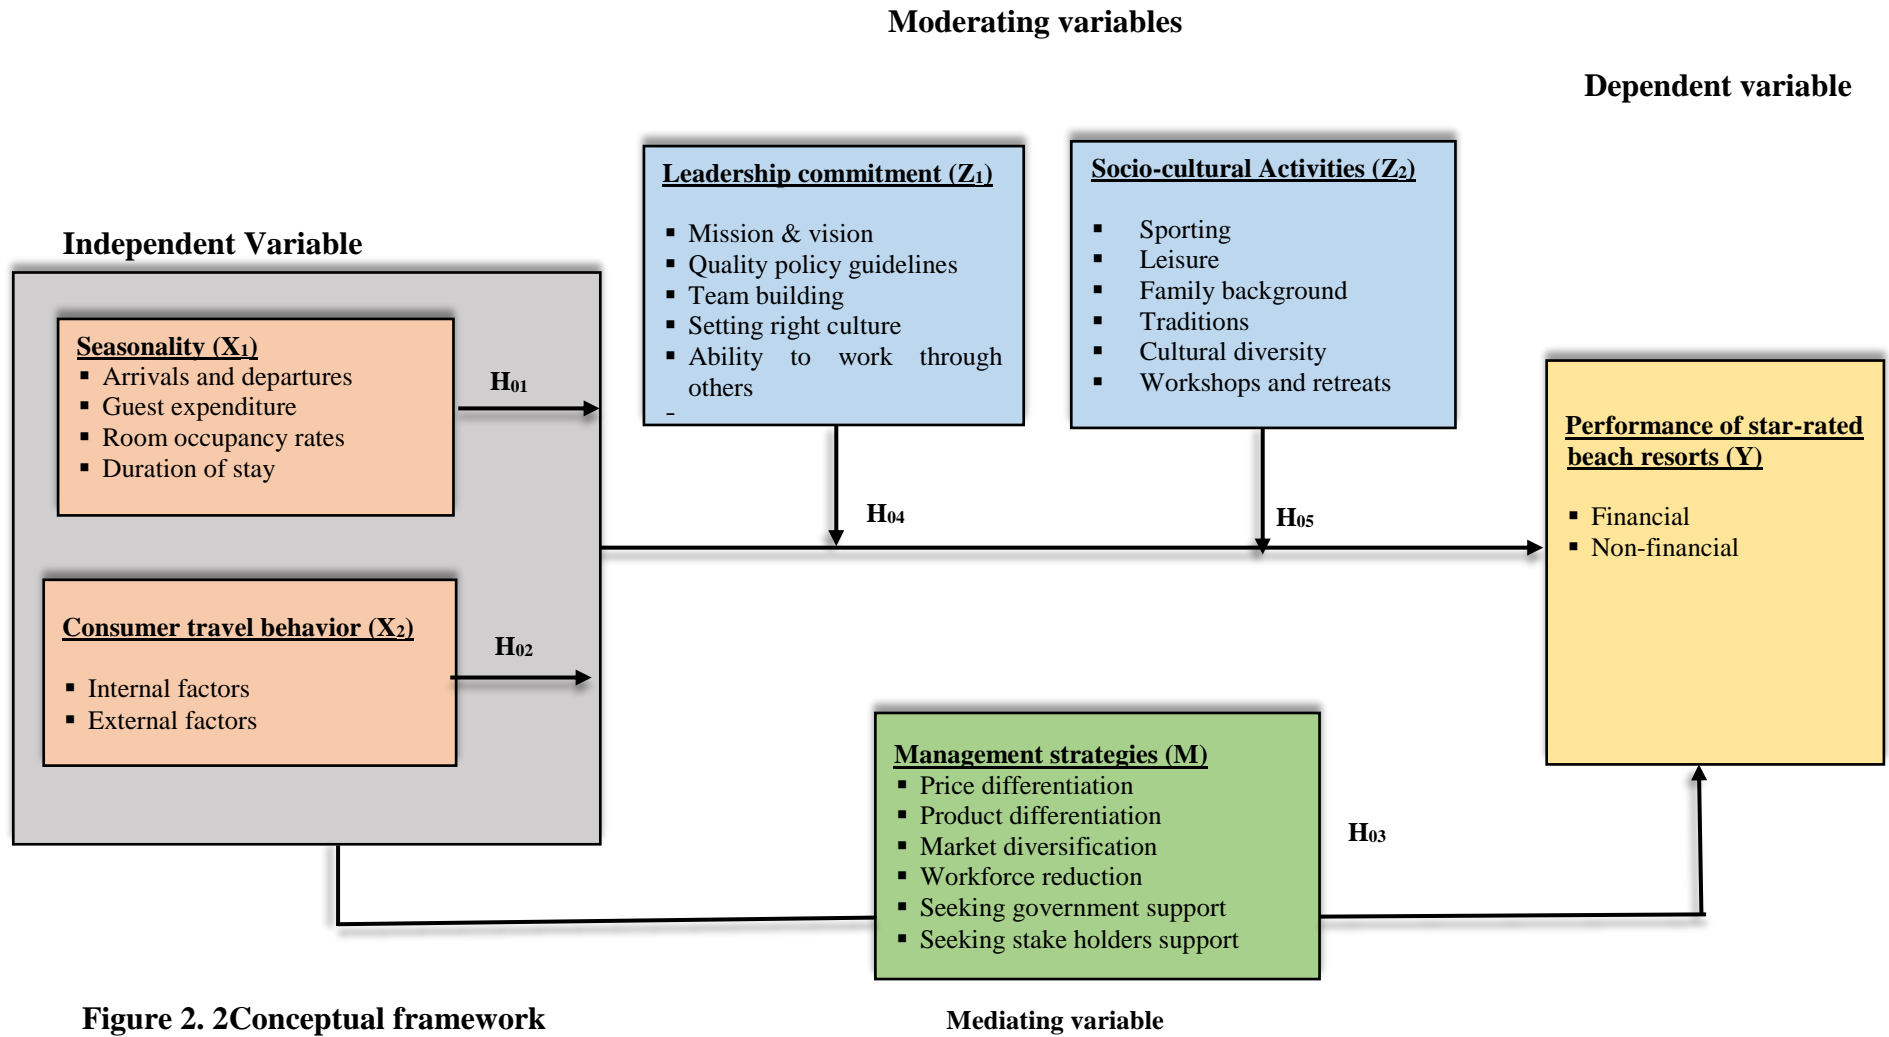 Moderating variables
Dependent variable
Independent Variable
Seasonality (X₁)
▪ Arrivals and departures
▪ Guest expenditure
▪ Room occupancy rates
▪ Duration of stay
H₀₁
Consumer travel behavior (X₂)
▪ Internal factors
▪ External factors
H₀₂
Leadership commitment (Z₁)
▪ Mission & vision
▪ Quality policy guidelines
▪ Team building
▪ Setting right culture
▪ Ability to work through
others
-
H₀₄
Socio-cultural Activities (Z₂)
▪ Sporting
▪ Leisure
▪ Family background
▪ Traditions
▪ Cultural diversity
▪ Workshops and retreats
H₀₅
Performance of star-rated
beach resorts (Y)
▪ Financial
▪ Non-financial
Management strategies (M)
▪ Price differentiation
▪ Product differentiation
▪ Market diversification
▪ Workforce reduction
▪ Seeking government support
▪ Seeking stake holders support
H₀₃
Figure 2. 2Conceptual framework
Mediating variable